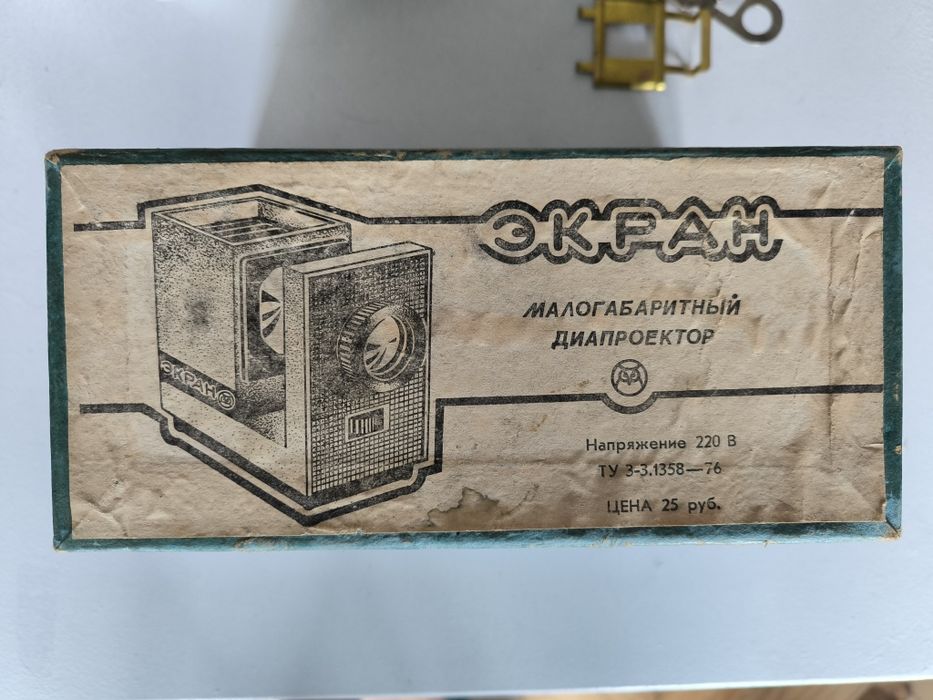 ЭКРАН
МАЛОГАБАРИТНЫЙ
ДИАПРОЕКТОР
ЭКРАН
Напряжение 220 В
ТУ 3-3.1358—76
ЦЕНА 25 руб.